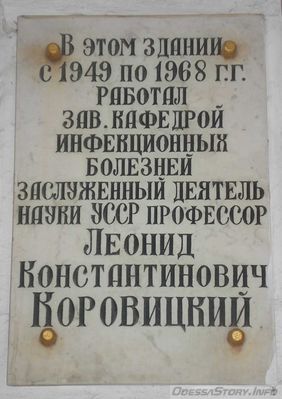 В ЭТОМ ЗДАНИИ
С 1949 ПО 1968 Г.Г.
РАБОТАЛ
ЗАВ. КАФЕДРОЙ
ИНФЕКЦИОННЫХ
БОЛЕЗНЕЙ
ЗАСЛУЖЕННЫЙ ДЕЯТЕЛЬ
НАУКИ УССР ПРОФЕССОР
ЛЕОНИД
КОНСТАНТИНОВИЧ
КОРОВИЦКИЙ
OdessaStory.Info